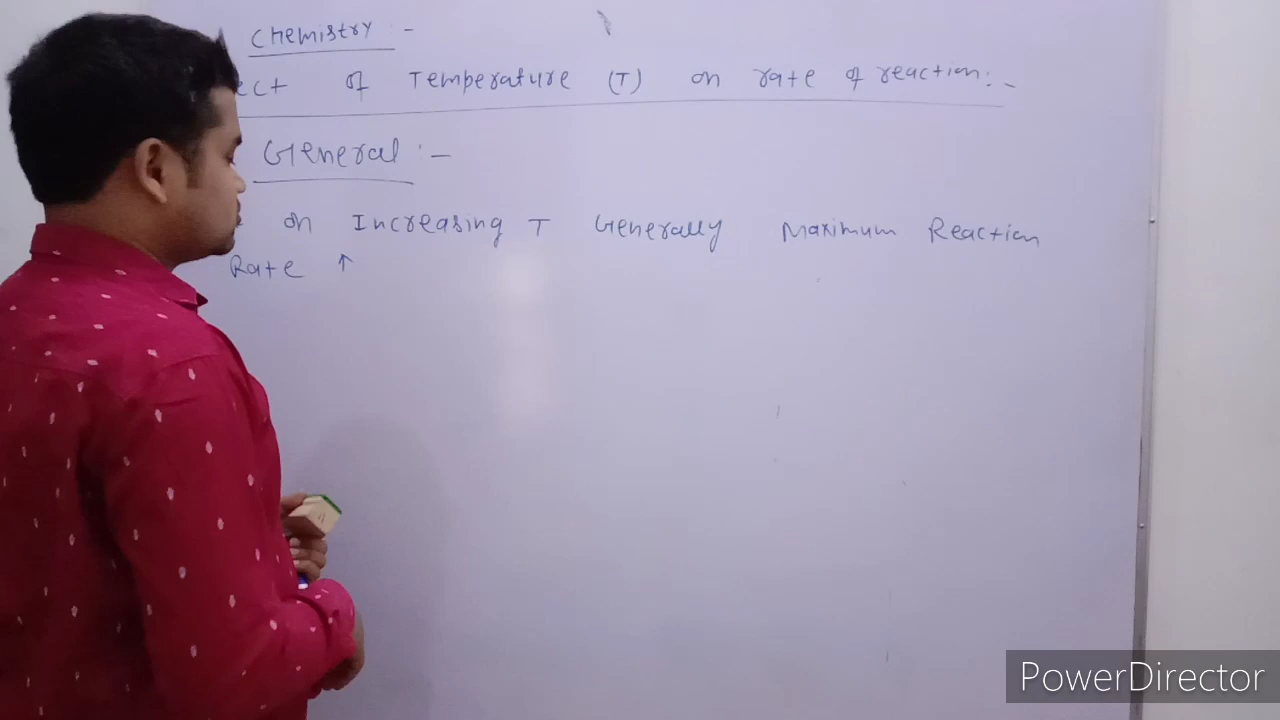 Chemistry -
ect of Temperature (T) on rate of reaction:-
General :-
on Increasing T Generally Maximum Reaction
Rate ↑
PowerDirector